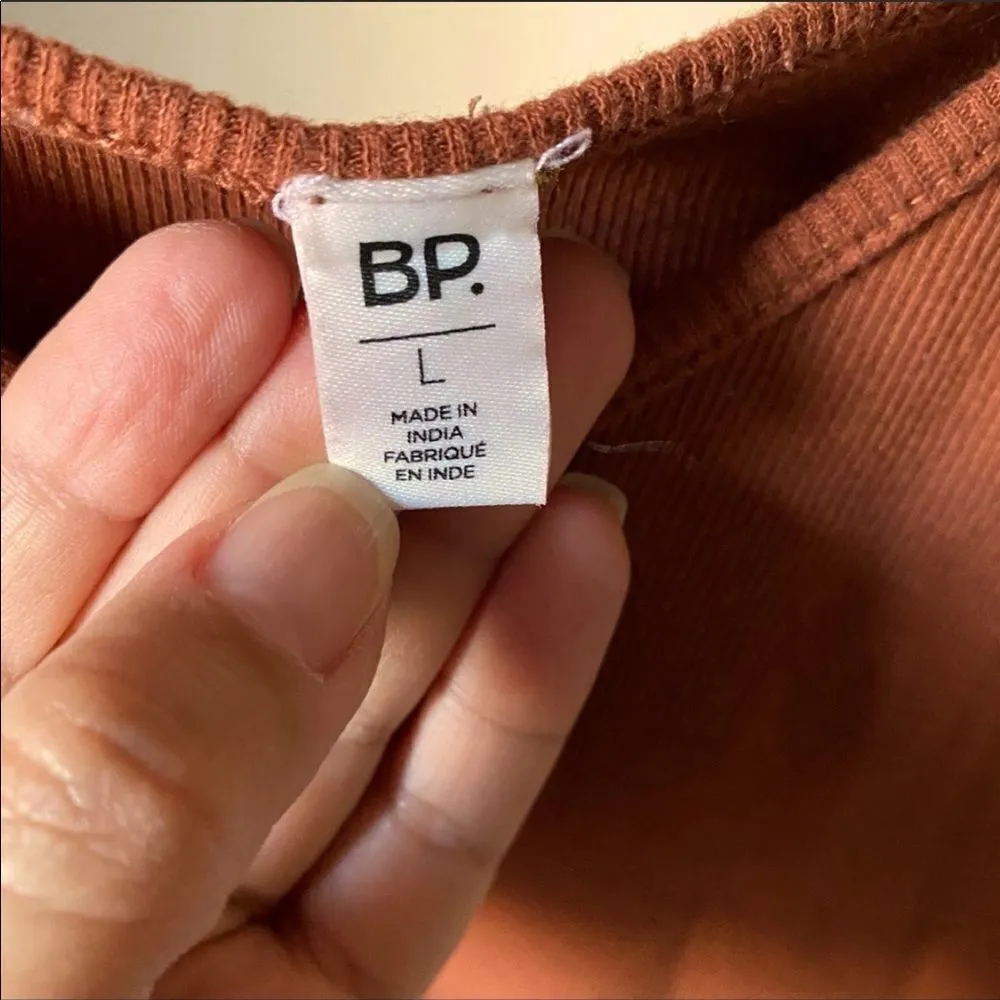 BP.
L
MADE IN
INDIA
FABRIQUÉ
EN INDE